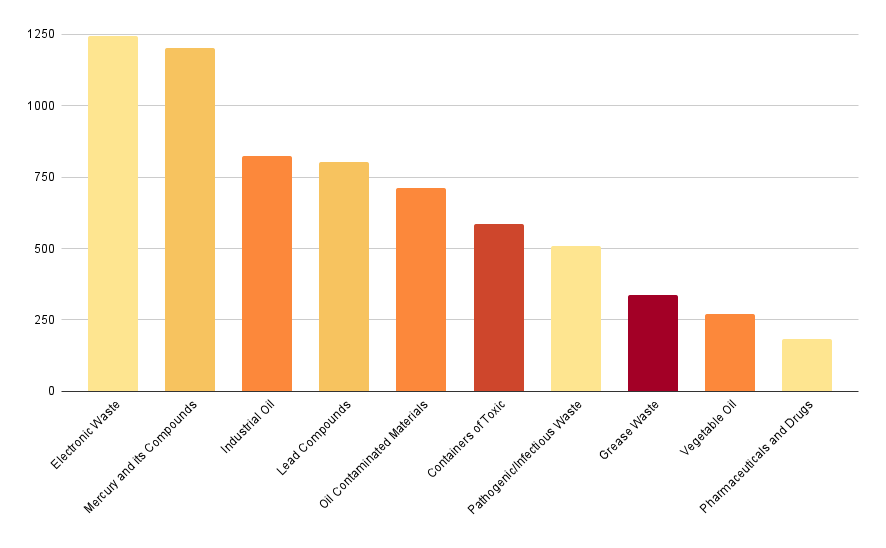 1250
1000
750
500
250
0
Electronic Waste
Mercury and its Compounds
Industrial Oil
Lead Compounds
Oil Contaminated Materials
Containers of Toxic
Pathogenic/Infectious Waste
Grease Waste
Vegetable Oil
Pharmaceuticals and Drugs